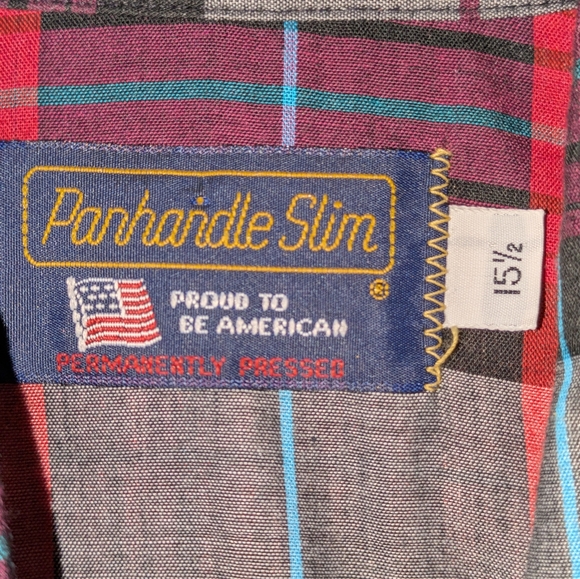 Panhandle Slim
®
PROUD TO
BE AMERICAN
PERMANENTLY PRESSED
15½